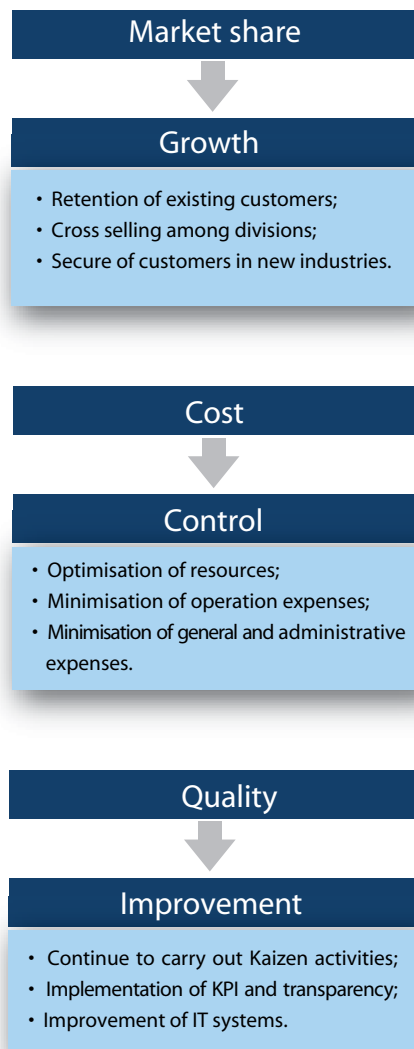 Market share
Growth
• Retention of existing customers;
• Cross selling among divisions;
• Secure of customers in new industries.
Cost
Control
• Optimisation of resources;
• Minimisation of operation expenses;
• Minimisation of general and administrative
expenses.
Quality
Improvement
• Continue to carry out Kaizen activities;
• Implementation of KPI and transparency;
• Improvement of IT systems.